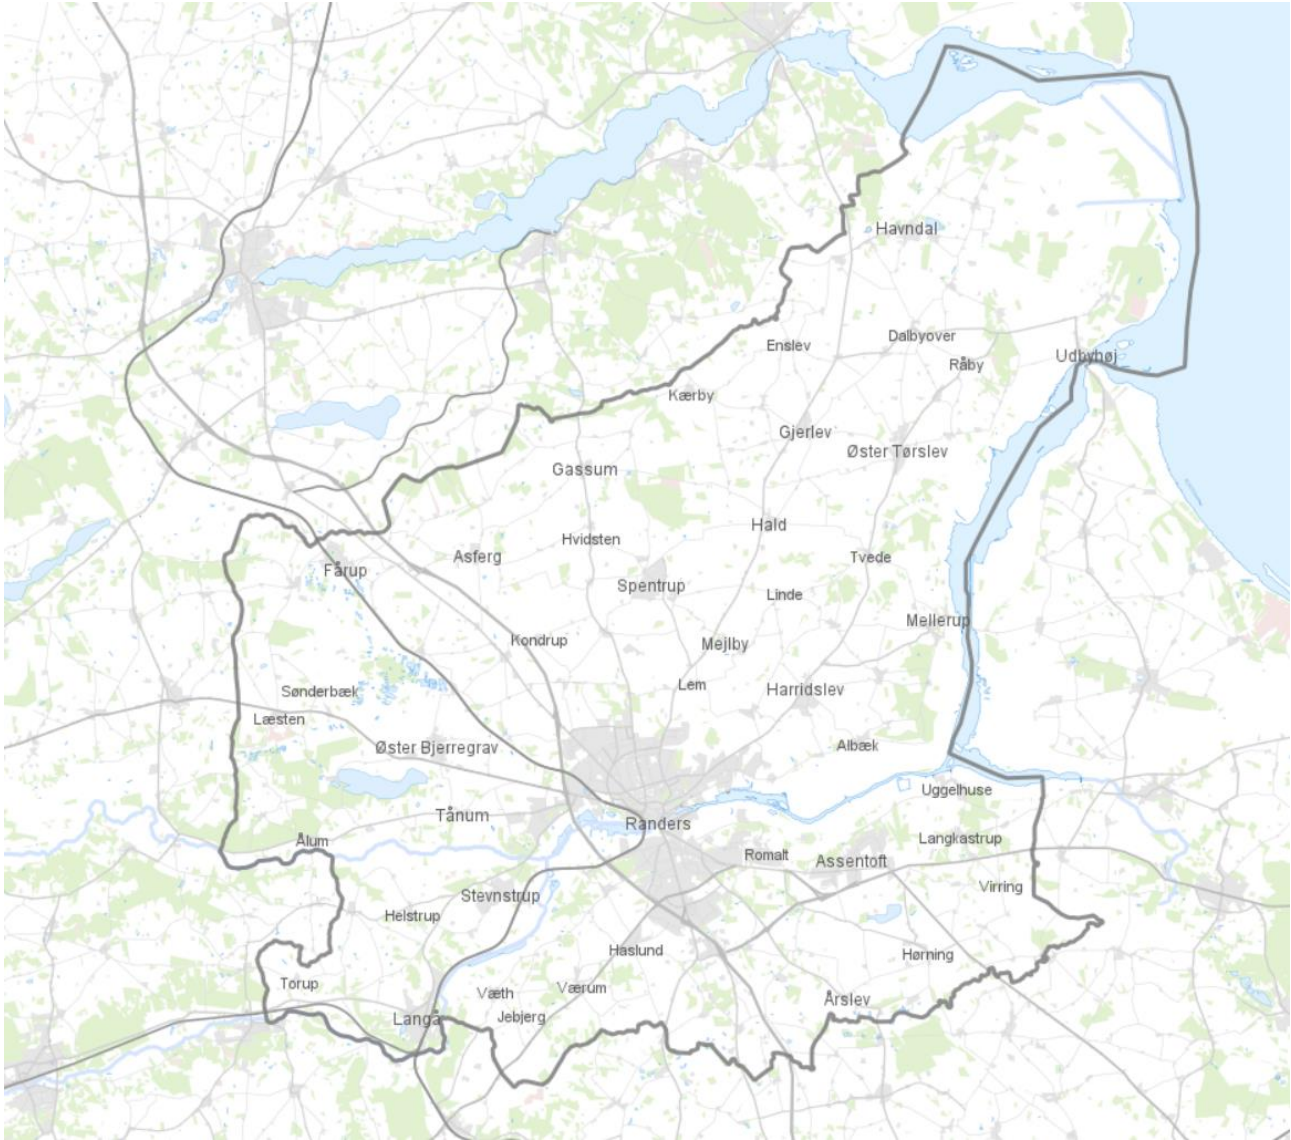 Havndal
Dalbyover
Enslev
Udbyhøj
Råby
Kærby
Gjerlev
Øster Tørslev
Gassum
Hald
Hvidsten
Asferg
Tvede
Fårup
Spentrup
Linde
Mellerup
Kondrup
Mejlby
Lem
Harridslev
Sønderbæk
Læsten
Øster Bjerregrav
Albæk
Uggelhuse
Tånum
Randers
Ålum
Langkastrup
Romalt
Assentoft
Virring
Stevnstrup
Helstrup
Haslund
Hørning
Torup
Værum
Væth
Årslev
Jebjerg
Langå